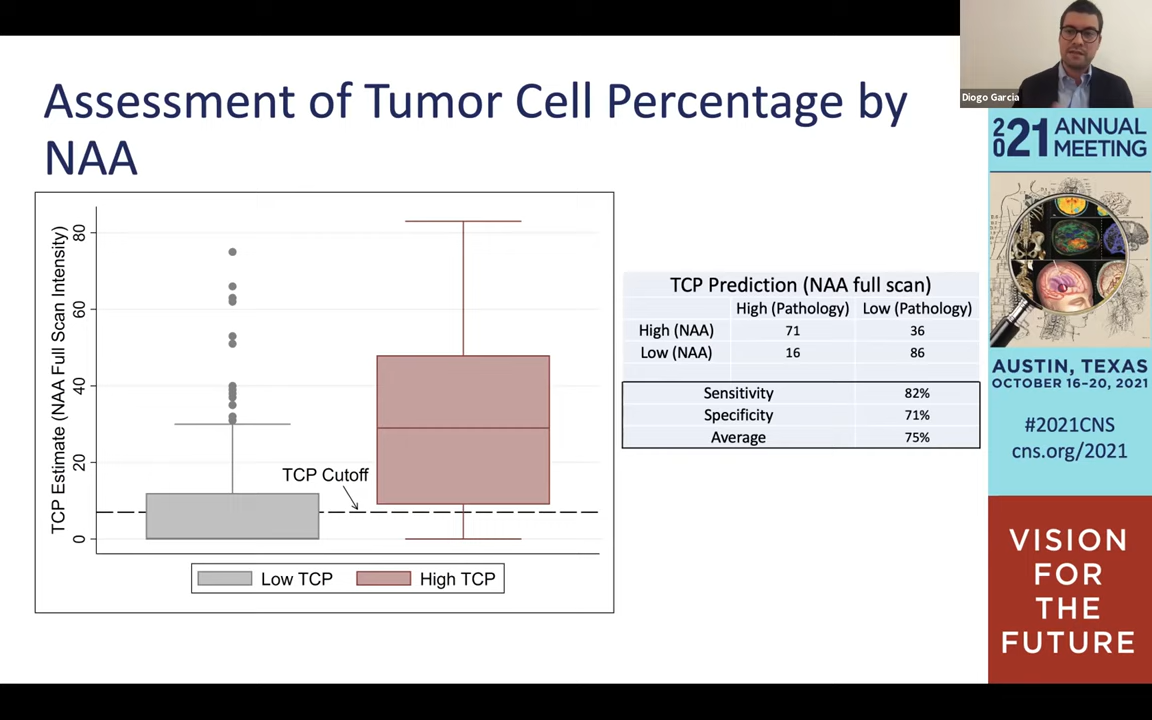 Assessment of Tumor Cell Percentage by
NAA
TCP Estimate (NAA Full Scan Intensity)
80
60
40
20
0
TCP Cutoff
Low TCP
High TCP
TCP Prediction (NAA full scan)
High (Pathology) Low (Pathology)
High (NAA) 71 36
Low (NAA) 16 86
Sensitivity 82%
Specificity 71%
Average 75%
Diogo Garcia
2021 ANNUAL
MEETING
AUSTIN, TEXAS
OCTOBER 16–20, 2021
#2021CNS
cns.org/2021
VISION
FOR
THE
FUTURE